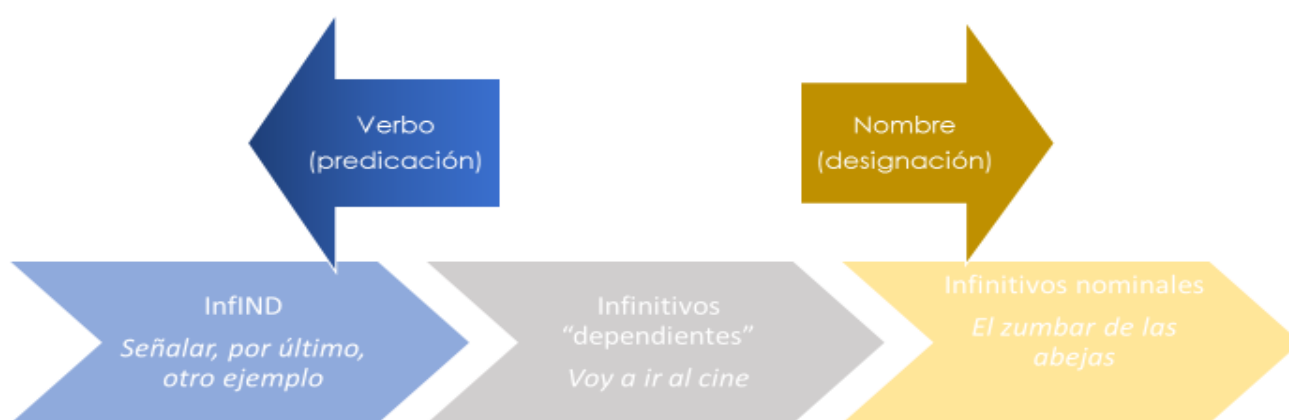 Verbo
(predicación)
Nombre
(designación)
InfIND
Señalar, por último,
otro ejemplo
Infinitivos
“dependientes”
Voy a ir al cine
Infinitivos nominales
El zumbar de las
abejas